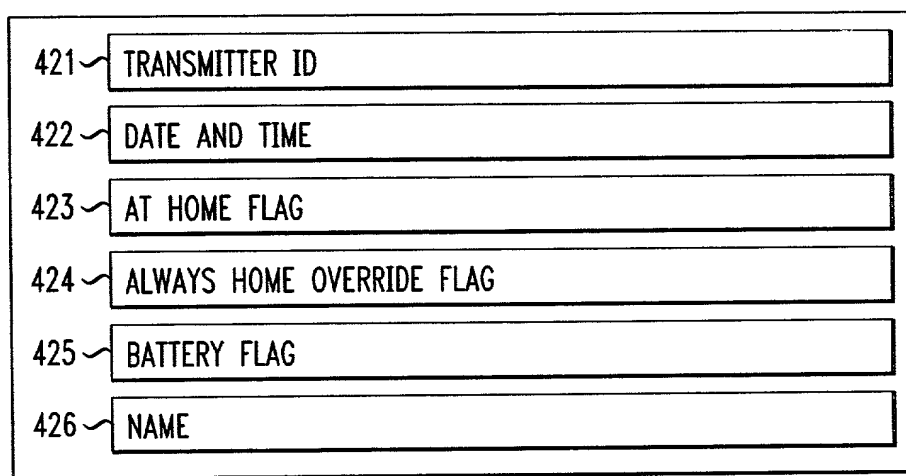 421 TRANSMITTER ID
422 DATE AND TIME
423 AT HOME FLAG
424 ALWAYS HOME OVERRIDE FLAG
425 BATTERY FLAG
426 NAME